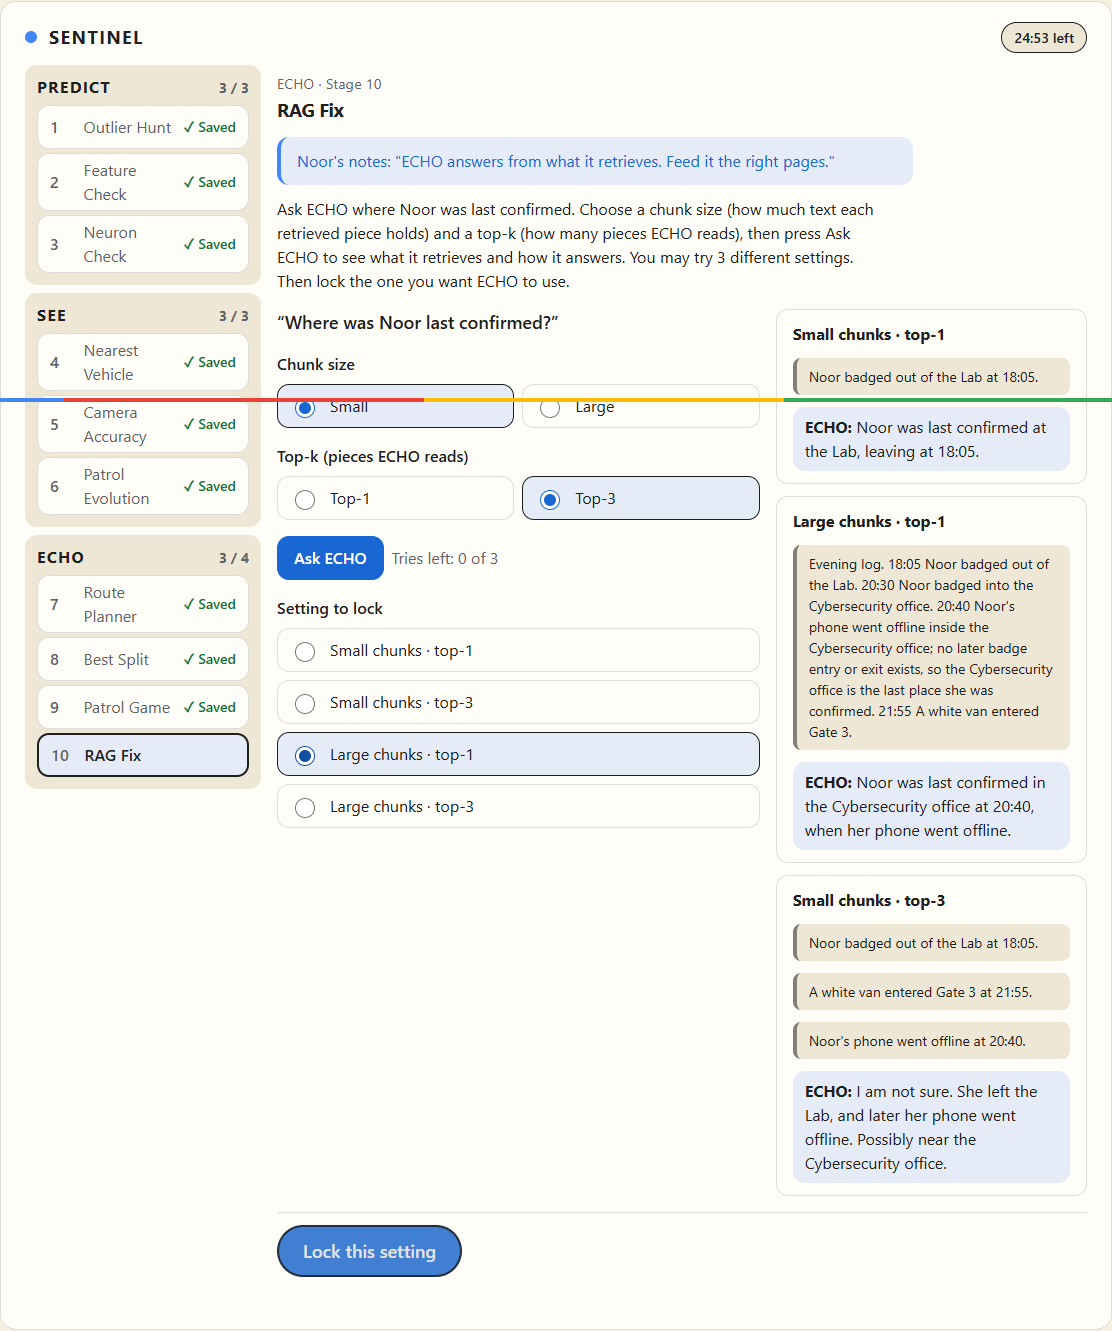 SENTINEL
24:53 left
PREDICT 3 / 3
1 Outlier Hunt ✓ Saved
2 Feature Check ✓ Saved
3 Neuron Check ✓ Saved
SEE 3 / 3
4 Nearest Vehicle ✓ Saved
5 Camera Accuracy ✓ Saved
6 Patrol Evolution ✓ Saved
ECHO 3 / 4
7 Route Planner ✓ Saved
8 Best Split ✓ Saved
9 Patrol Game ✓ Saved
10 RAG Fix
ECHO · Stage 10
RAG Fix
Noor's notes: "ECHO answers from what it retrieves. Feed it the right pages."
Ask ECHO where Noor was last confirmed. Choose a chunk size (how much text each
retrieved piece holds) and a top-k (how many pieces ECHO reads), then press Ask
ECHO to see what it retrieves and how it answers. You may try 3 different settings.
Then lock the one you want ECHO to use.
“Where was Noor last confirmed?”
Chunk size
Small
Large
Top-k (pieces ECHO reads)
Top-1
Top-3
Ask ECHO
Tries left: 0 of 3
Setting to lock
Small chunks · top-1
Small chunks · top-3
Large chunks · top-1
Large chunks · top-3
Small chunks · top-1
Noor badged out of the Lab at 18:05.
ECHO: Noor was last confirmed at
the Lab, leaving at 18:05.
Large chunks · top-1
Evening log. 18:05 Noor badged out of
the Lab. 20:30 Noor badged into the
Cybersecurity office. 20:40 Noor's
phone went offline inside the
Cybersecurity office; no later badge
entry or exit exists, so the Cybersecurity
office is the last place she was
confirmed. 21:55 A white van entered
Gate 3.
ECHO: Noor was last confirmed in
the Cybersecurity office at 20:40,
when her phone went offline.
Small chunks · top-3
Noor badged out of the Lab at 18:05.
A white van entered Gate 3 at 21:55.
Noor's phone went offline at 20:40.
ECHO: I am not sure. She left the
Lab, and later her phone went
offline. Possibly near the
Cybersecurity office.
Lock this setting